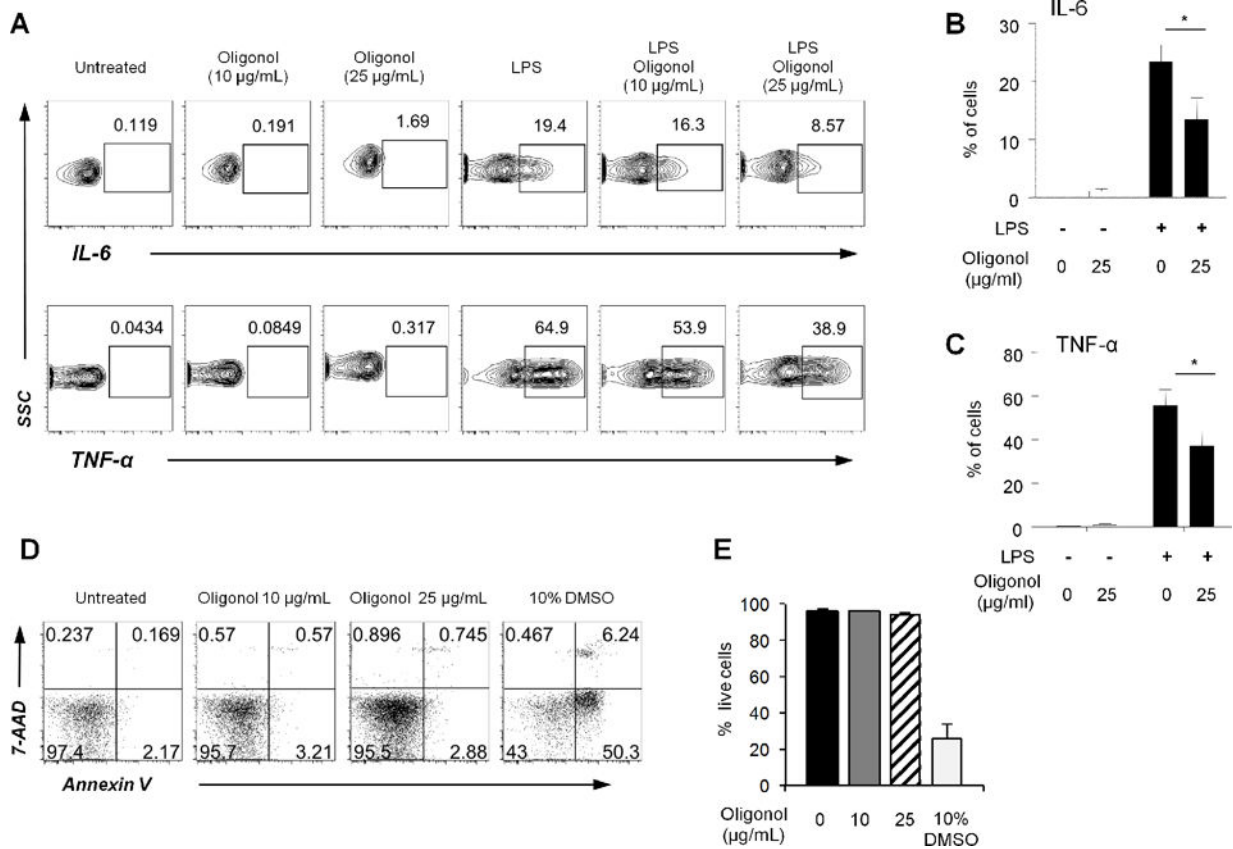 A
Untreated
Oligonol
(10 µg/mL)
Oligonol
(25 µg/mL)
LPS
LPS
Oligonol
(10 µg/mL)
LPS
Oligonol
(25 µg/mL)
0.119
0.191
1.69
19.4
16.3
8.57
IL-6
0.0434
0.0849
0.317
64.9
53.9
38.9
SSC
TNF-α
B
IL-6
*
30
20
10
0
% of cells
LPS - - + +
Oligonol 0 25 0 25
(µg/ml)
C
TNF-α
*
80
60
40
20
0
% of cells
LPS - - + +
Oligonol 0 25 0 25
(µg/ml)
D
Untreated
Oligonol 10 µg/mL
Oligonol 25 µg/mL
10% DMSO
0.237 0.169
97.4 2.17
0.57 0.57
95.7 3.21
0.896 0.745
95.5 2.88
0.467 6.24
43 50.3
7-AAD
Annexin V
E
100
80
60
40
20
0
% live cells
Oligonol 0 10 25 10%
(µg/mL) DMSO